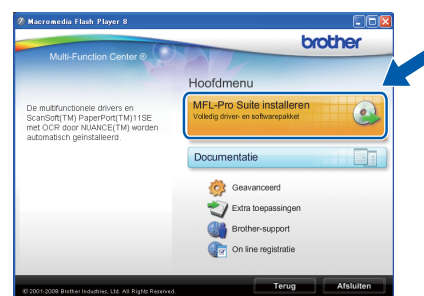 Macromedia Flash Player 8
brother
Multi-Function Center ®
Hoofdmenu
De multifunctionele drivers en
ScanSoft(TM) PaperPort(TM)11SE
met OCR door NUANCE(TM) worden
automatisch geïnstalleerd.
MFL-Pro Suite installeren
Volledig driver- en softwarepakket
Documentatie
Geavanceerd
Extra toepassingen
Brother-support
On line registratie
© 2001-2009 Brother Industries, Ltd. All Rights Reserved.
Terug
Afsluiten